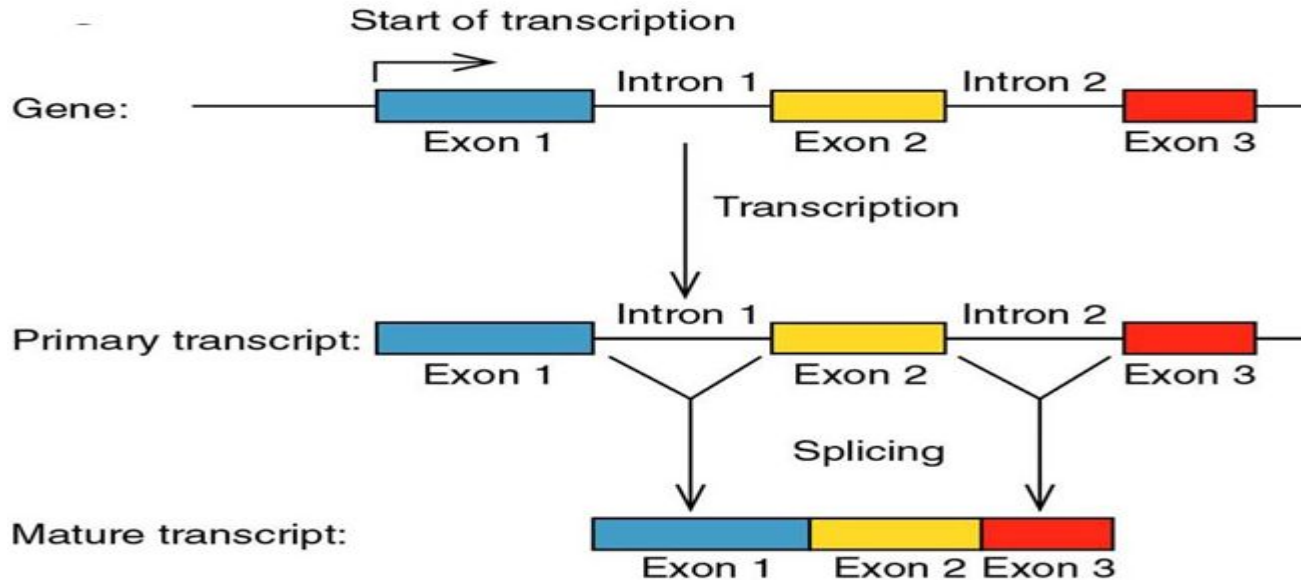 Start of transcription
Gene:
Intron 1
Intron 2
Exon 1
Exon 2
Exon 3
Transcription
Primary transcript:
Intron 1
Intron 2
Exon 1
Exon 2
Exon 3
Splicing
Mature transcript:
Exon 1
Exon 2
Exon 3